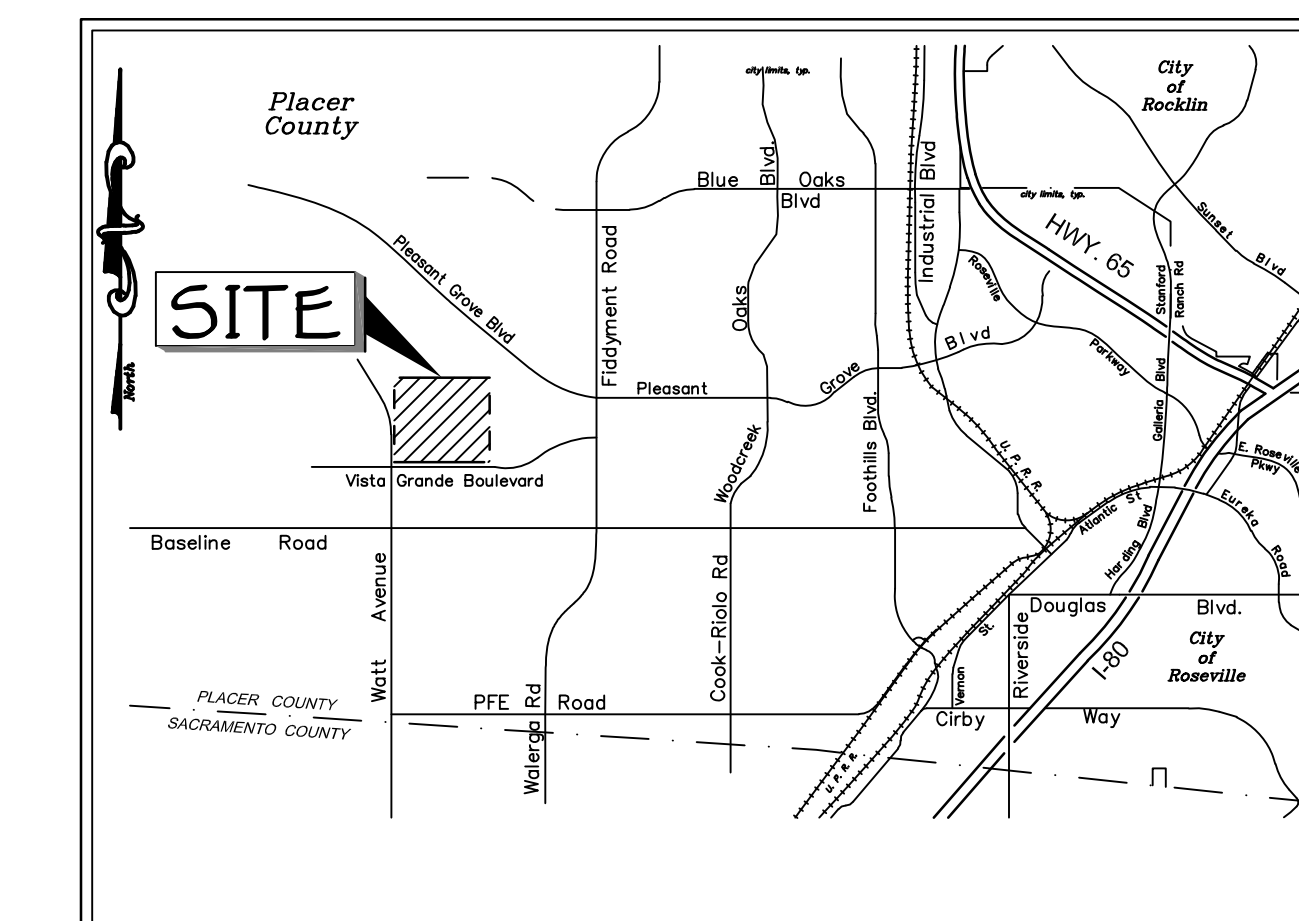 city limits, typ.
City
of
Rocklin
Placer
County
Industrial Blvd
Blue Oaks
Blvd
Woodcreek Oaks Blvd.
city limits, typ.
Sunset Blvd
HWY. 65
Pleasant Grove Blvd
Fiddyment Road
Roseville Parkway
Stanford
Ranch Rd
SITE
North
Pleasant Grove Blvd
Galleria Blvd
Foothills Blvd.
U. P. R. R.
E. Roseville
Pkwy
Vista Grande Boulevard
Atlantic St
Eureka Road
Harding Blvd
Baseline Road
Watt Avenue
Cook-Riolo Rd
Douglas Blvd.
Riverside
Vernon St.
I-80
City
of
Roseville
PLACER COUNTY
SACRAMENTO COUNTY
PFE Road
Walerga Rd
Cirby Way
U. P. R. R.